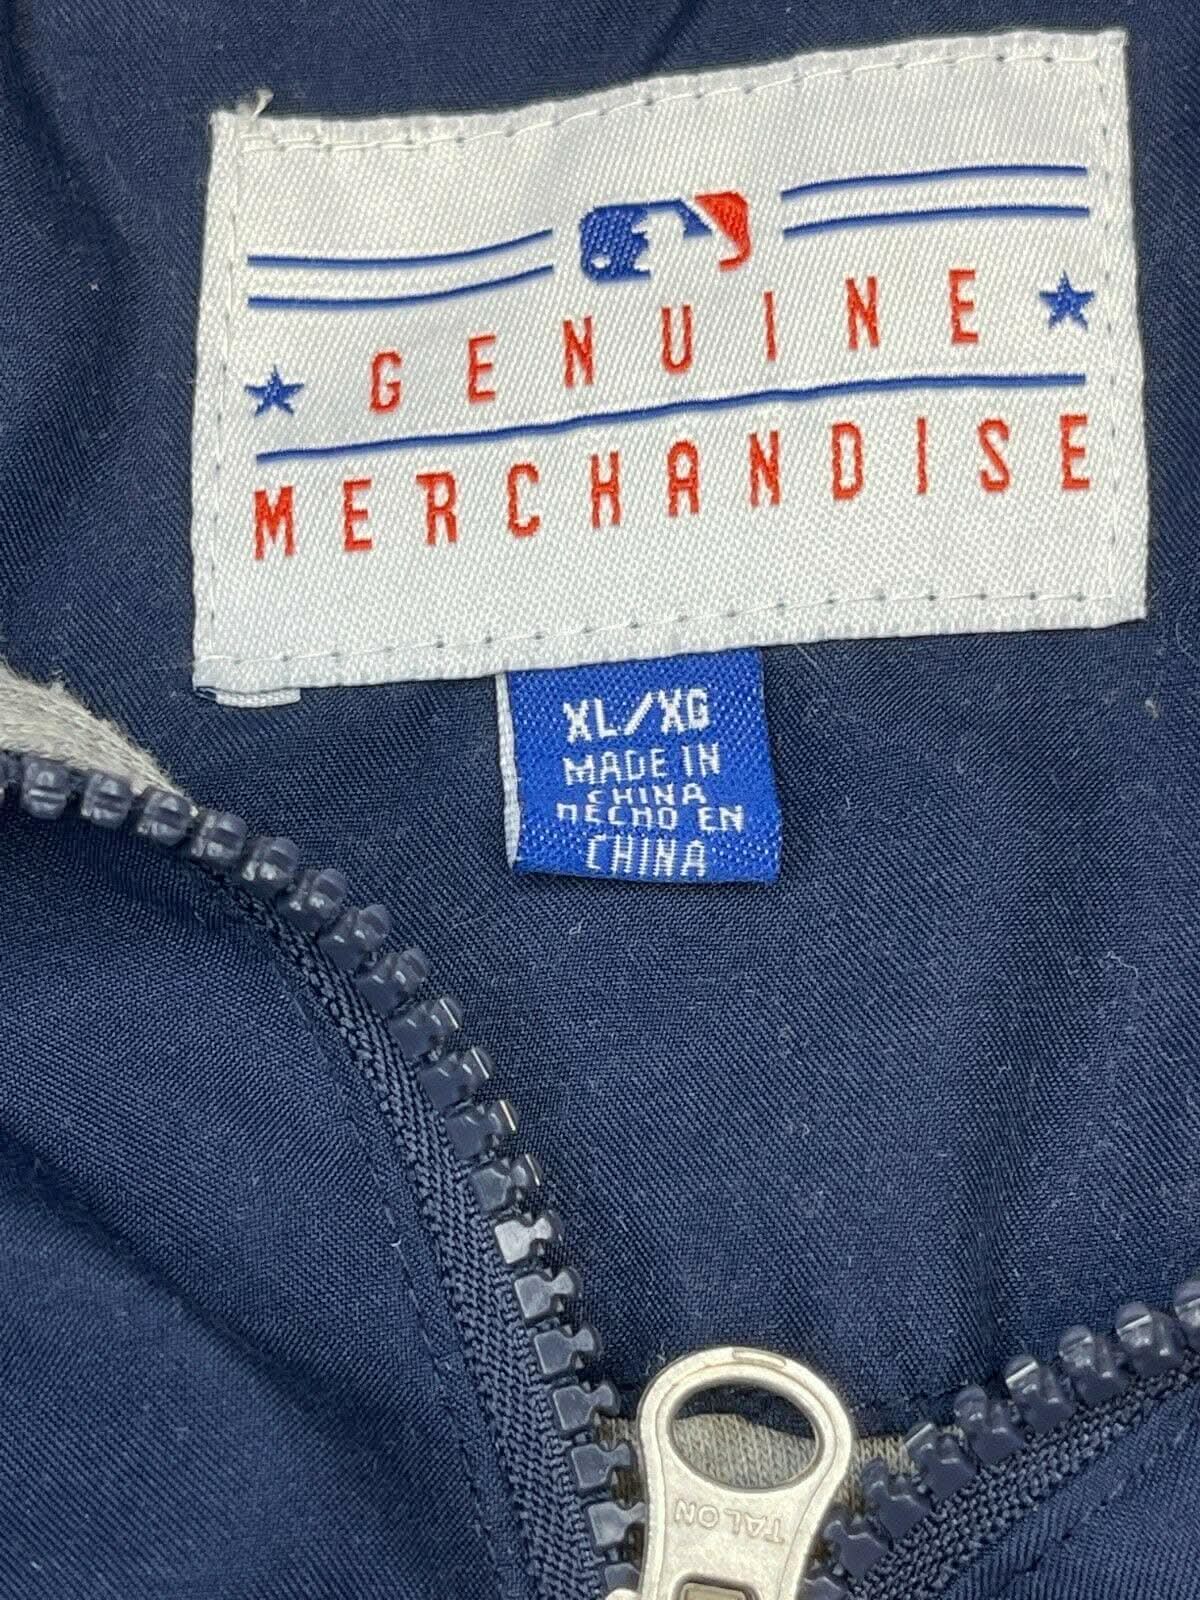 GENUINE
MERCHANDISE
XL/XG
MADE IN
CHINA
HECHO EN
CHINA
TALON